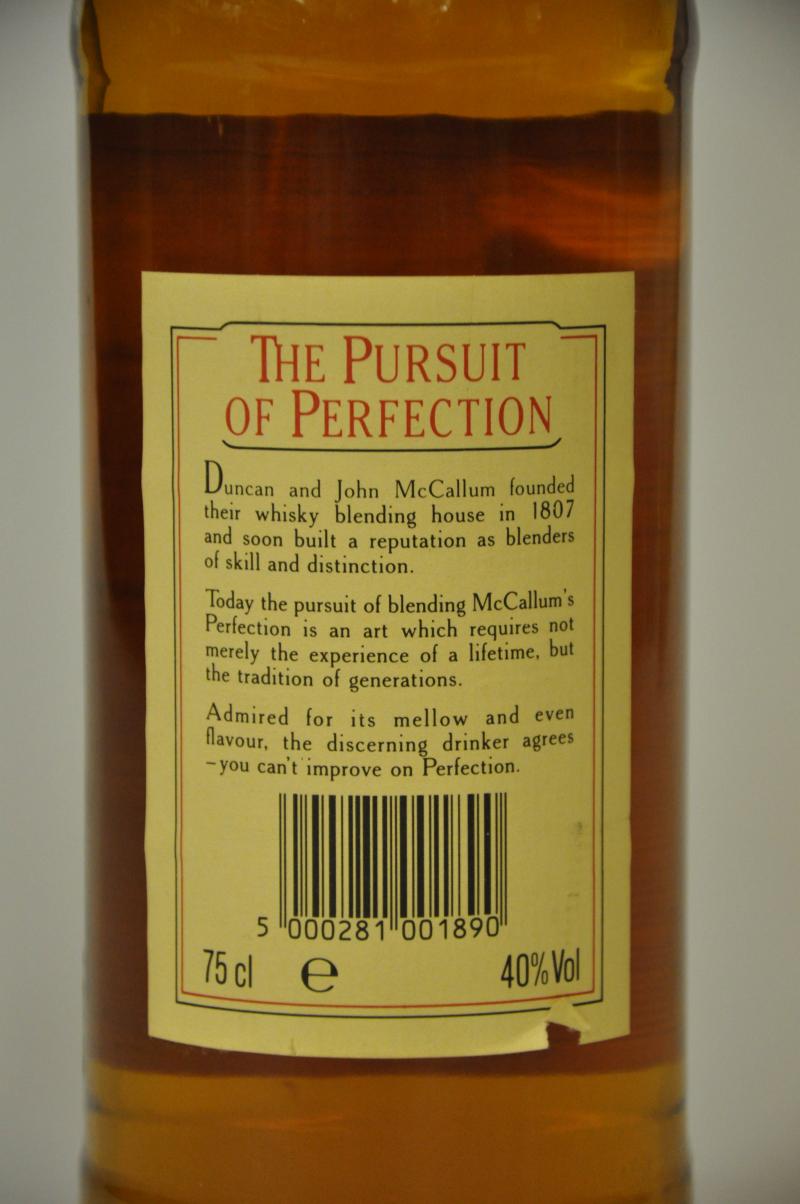 THE PURSUIT
OF PERFECTION
Duncan and John McCallum founded
their whisky blending house in 1807
and soon built a reputation as blenders
of skill and distinction.
Today the pursuit of blending McCallum's
Perfection is an art which requires not
merely the experience of a lifetime, but
the tradition of generations.
Admired for its mellow and even
flavour, the discerning drinker agrees
-you can't improve on Perfection.
5 000281 001890
75 cl e 40% Vol